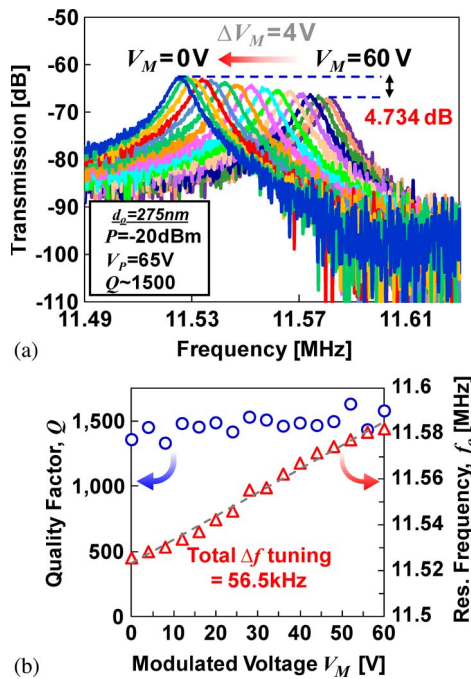 ΔV_M=4V
V_M=0V
V_M=60V
4.734 dB
Transmission [dB]
-50
-60
-70
-80
-90
-100
-110
d_o=275nm
P=-20dBm
V_P=65V
Q~1500
11.49
11.53
11.57
11.61
(a)
Frequency [MHz]
Quality Factor, Q
1,500
1,000
500
0
Total Δf tuning
= 56.5kHz
11.6
11.58
11.56
11.54
11.52
11.5
Res. Frequency, f_o [MHz]
0
10
20
30
40
50
60
(b)
Modulated Voltage V_M [V]